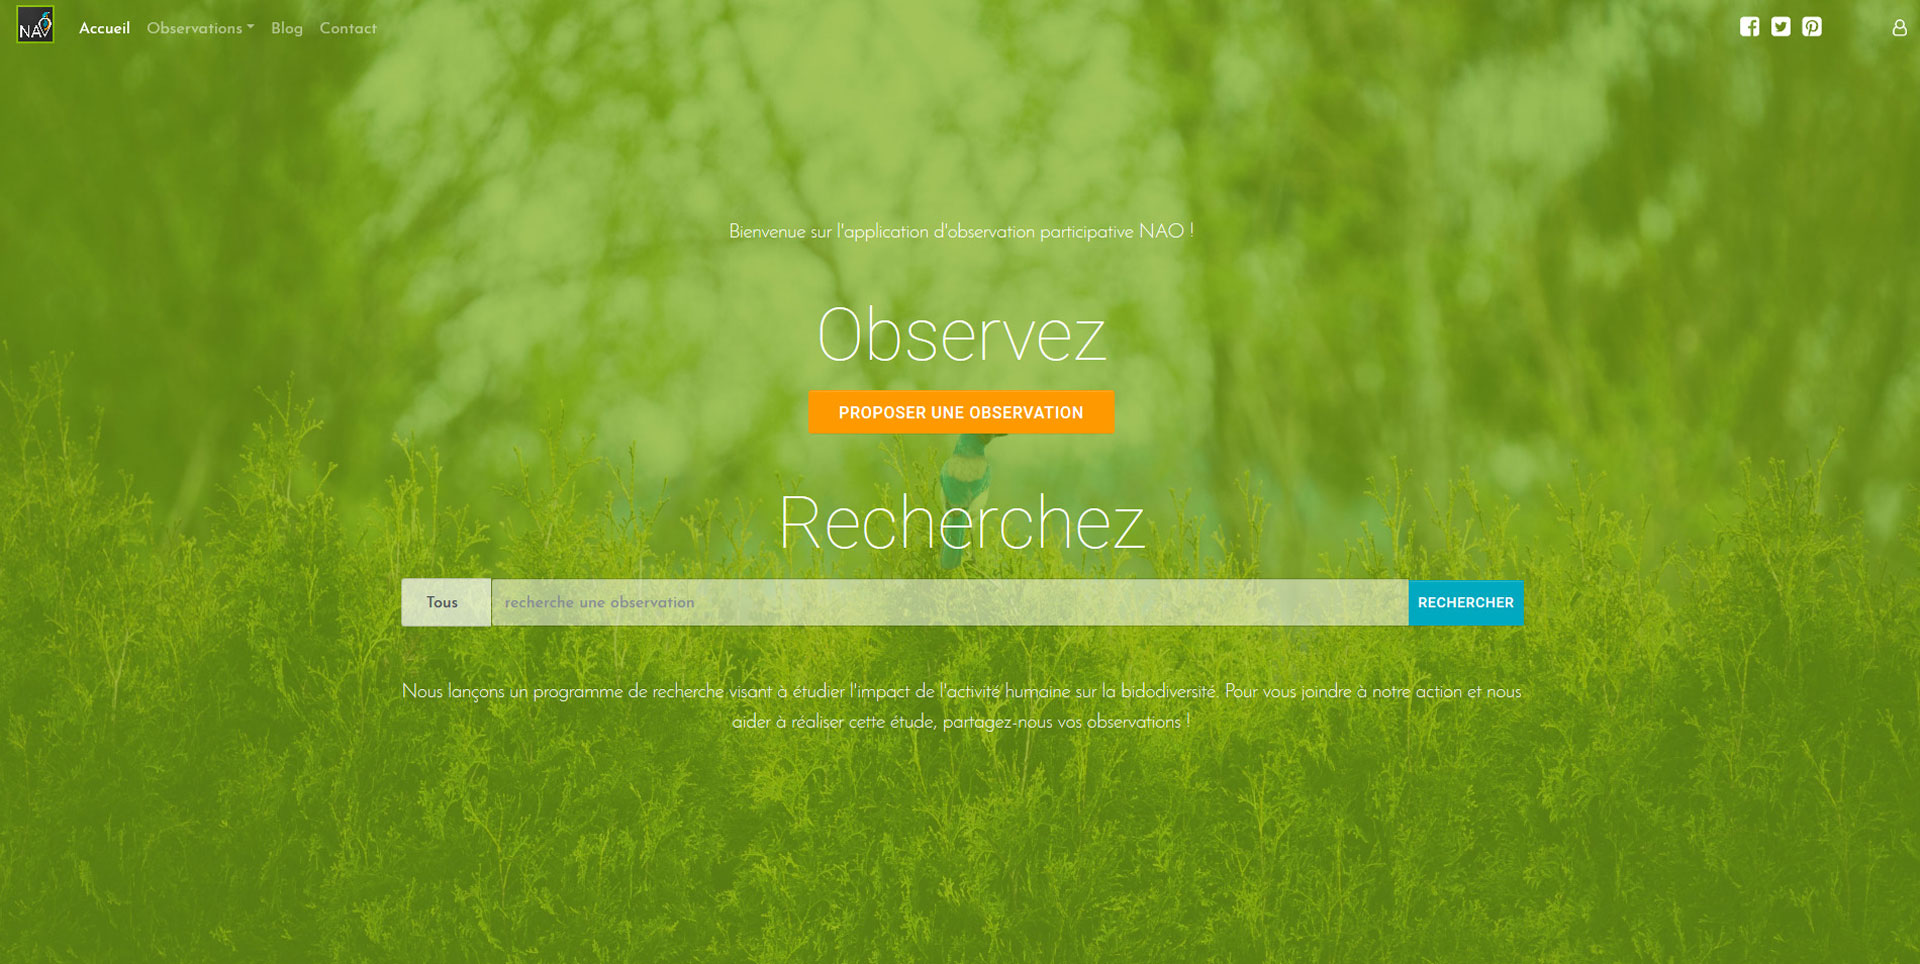 NAO
Accueil Observations Blog Contact
Bienvenue sur l'application d'observation participative NAO !
Observez
PROPOSER UNE OBSERVATION
Recherchez
Tous recherche une observation RECHERCHER
Nous lançons un programme de recherche visant à étudier l'impact de l'activité humaine sur la bidodiversité. Pour vous joindre à notre action et nous
aider à réaliser cette étude, partagez-nous vos observations !